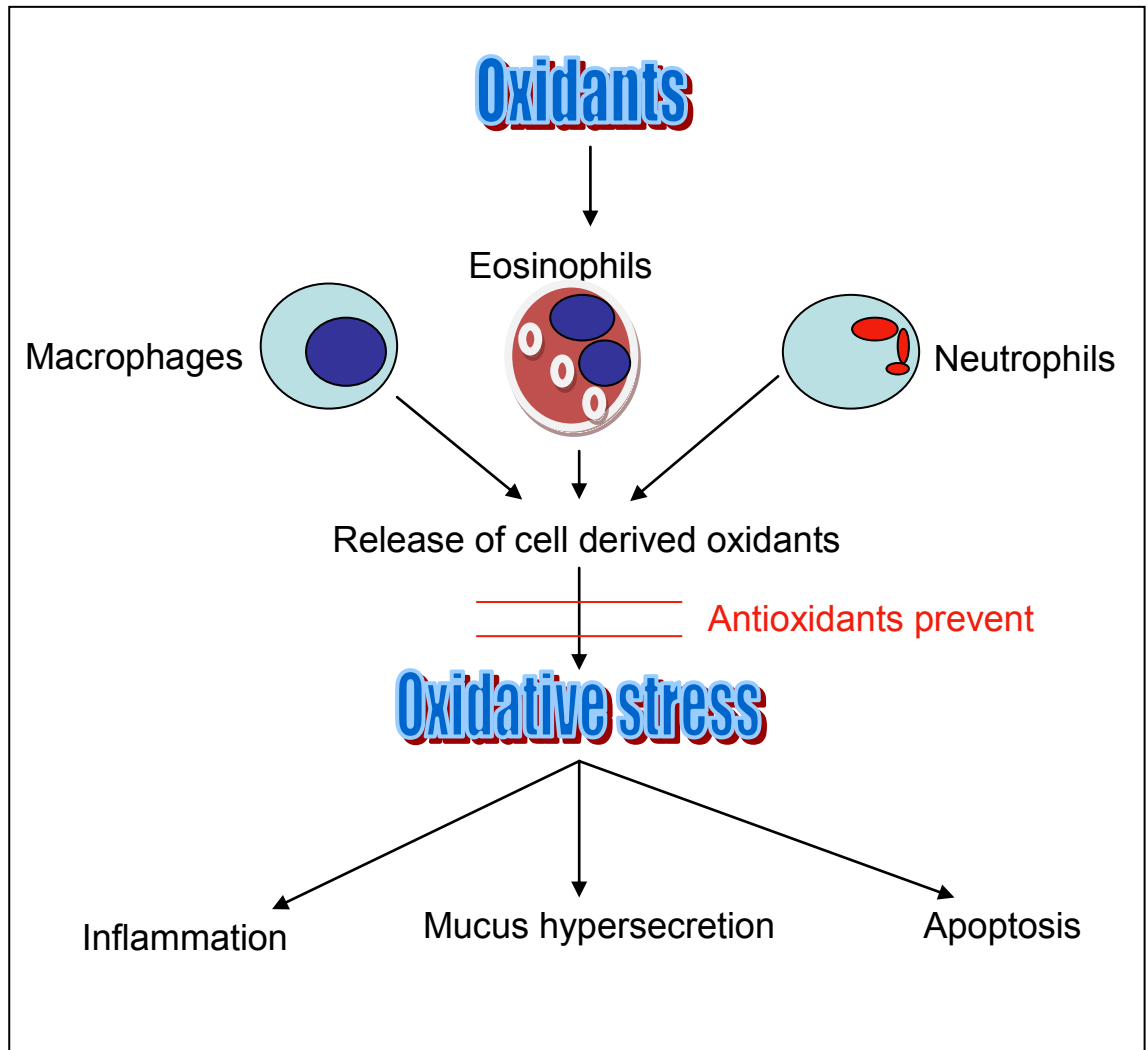 Oxidants
Eosinophils
Macrophages
Neutrophils
Release of cell derived oxidants
Antioxidants prevent
Oxidative stress
Inflammation
Mucus hypersecretion
Apoptosis